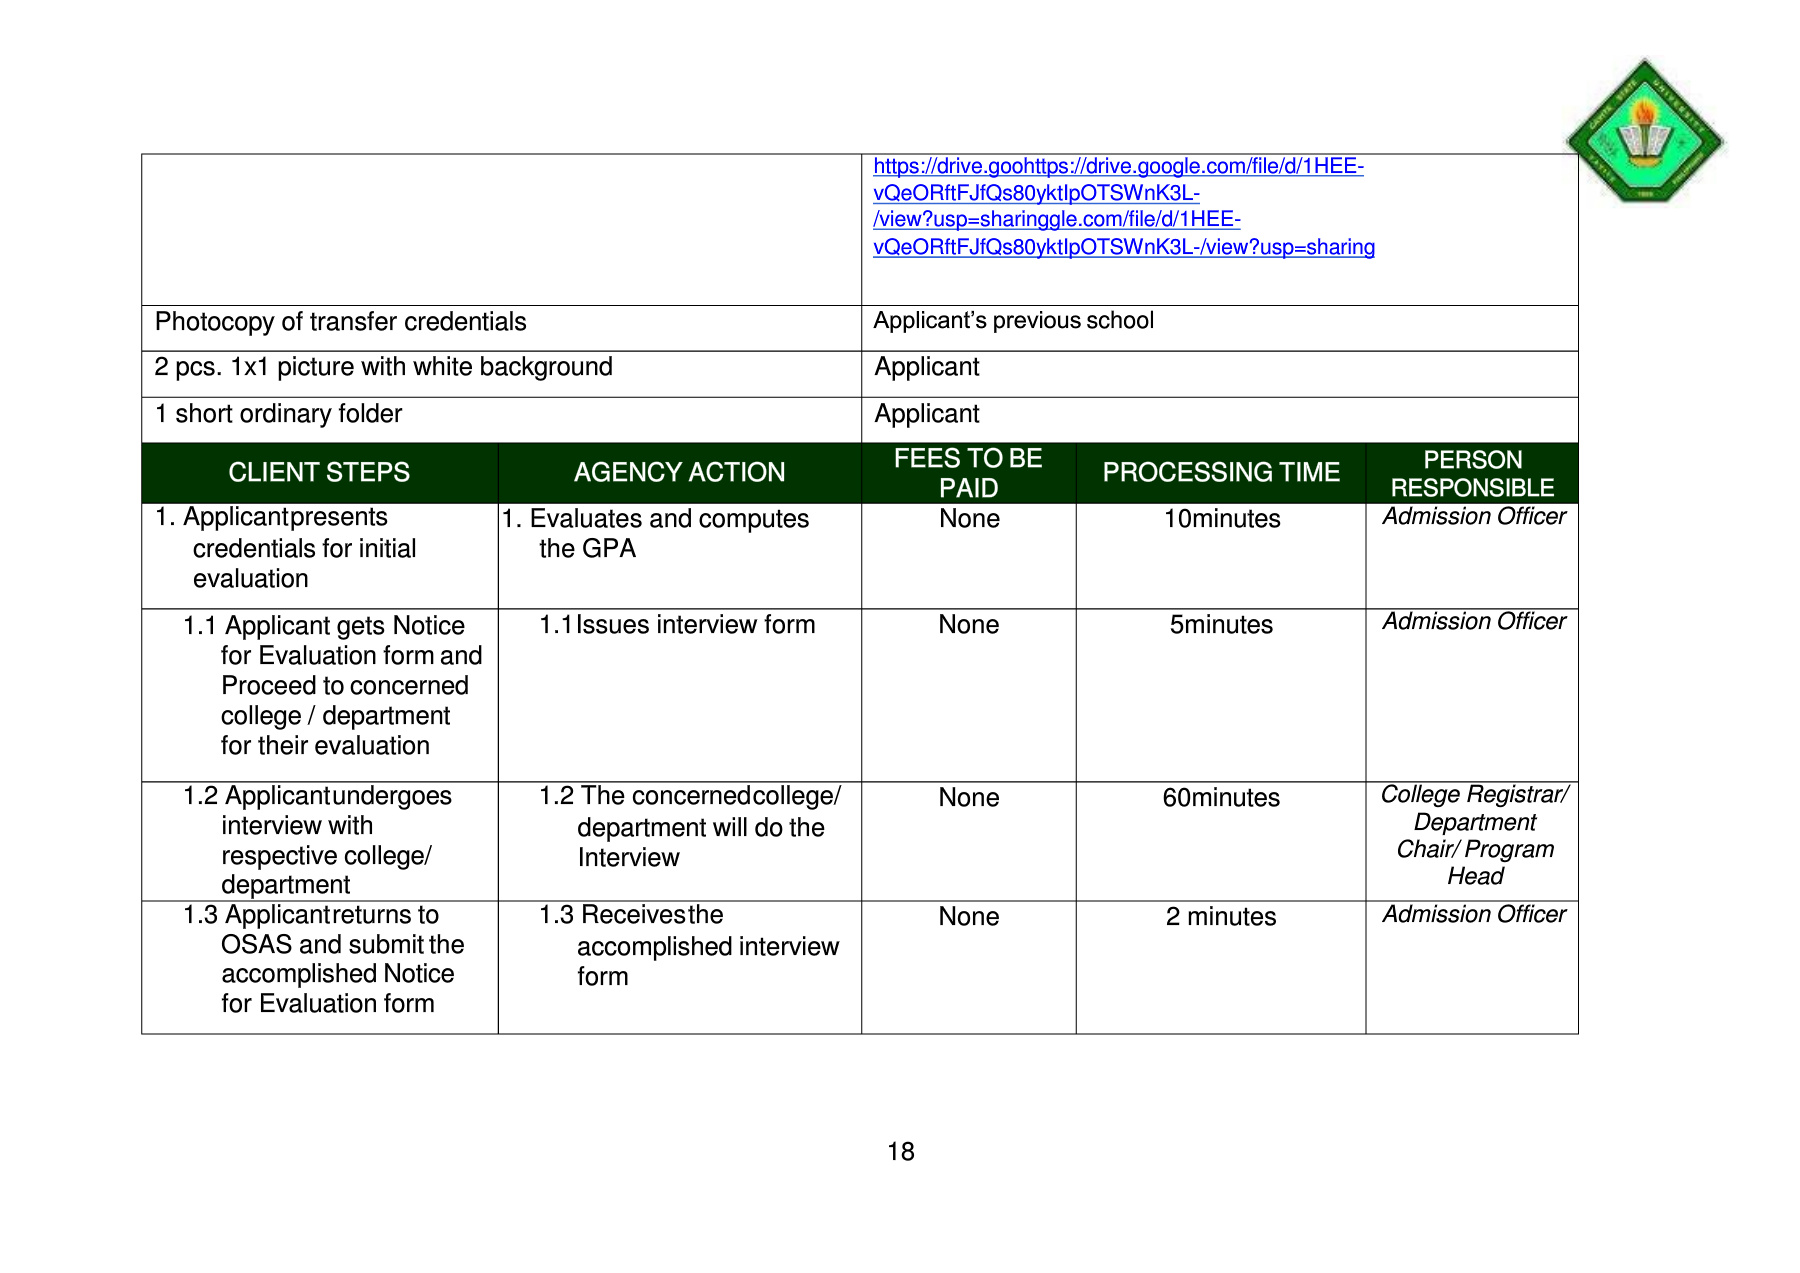 CAVITE STATE UNIVERSITY
https://drive.goohttps://drive.google.com/file/d/1HEE-
vQeORftFJfQs80yktIpOTSWnK3L-
/view?usp=sharinggle.com/file/d/1HEE-
vQeORftFJfQs80yktIpOTSWnK3L-/view?usp=sharing
Photocopy of transfer credentials
Applicant’s previous school
2 pcs. 1x1 picture with white background
Applicant
1 short ordinary folder
Applicant
CLIENT STEPS
AGENCY ACTION
FEES TO BE
PAID
PROCESSING TIME
PERSON
RESPONSIBLE
1. Applicantpresents
credentials for initial
evaluation
1. Evaluates and computes
the GPA
None
10minutes
Admission Officer
1.1 Applicant gets Notice
for Evaluation form and
Proceed to concerned
college / department
for their evaluation
1.1Issues interview form
None
5minutes
Admission Officer
1.2 Applicantundergoes
interview with
respective college/
department
1.2 The concernedcollege/
department will do the
Interview
None
60minutes
College Registrar/
Department
Chair/ Program
Head
1.3 Applicantreturns to
OSAS and submit the
accomplished Notice
for Evaluation form
1.3 Receivesthe
accomplished interview
form
None
2 minutes
Admission Officer
18